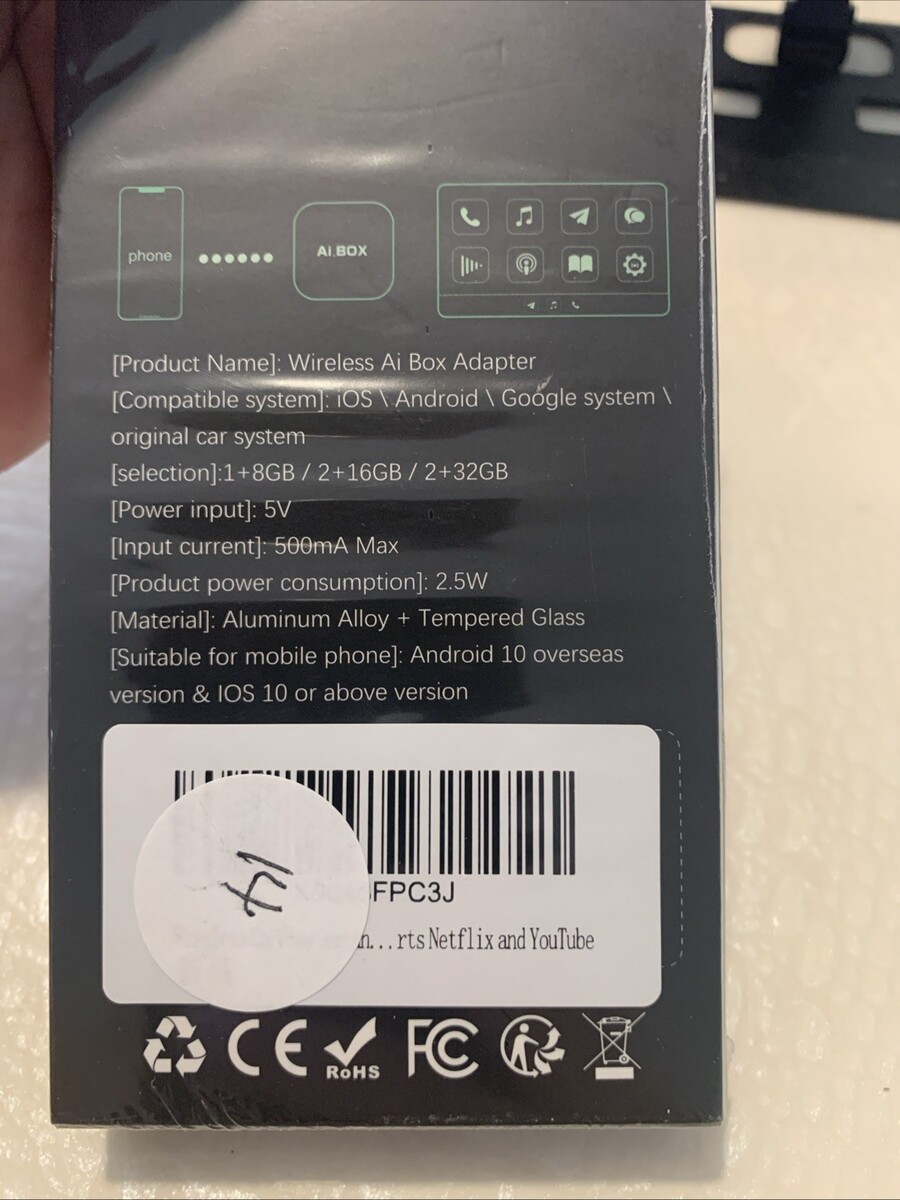 phone
Ai.BOX
[Product Name]: Wireless Ai Box Adapter
[Compatible system]: iOS \ Android \ Google system \
original car system
[selection]:1+8GB / 2+16GB / 2+32GB
[Power input]: 5V
[Input current]: 500mA Max
[Product power consumption]: 2.5W
[Material]: Aluminum Alloy + Tempered Glass
[Suitable for mobile phone]: Android 10 overseas
version & IOS 10 or above version
FPC3J
...rts Netflix and YouTube
CE
RoHS
FC